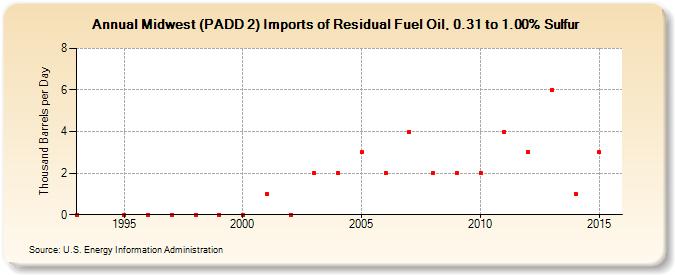 Annual Midwest (PADD 2) Imports of Residual Fuel Oil, 0.31 to 1.00% Sulfur
Thousand Barrels per Day
8
6
4
2
0
1995 2000 2005 2010 2015
Source: U.S. Energy Information Administration